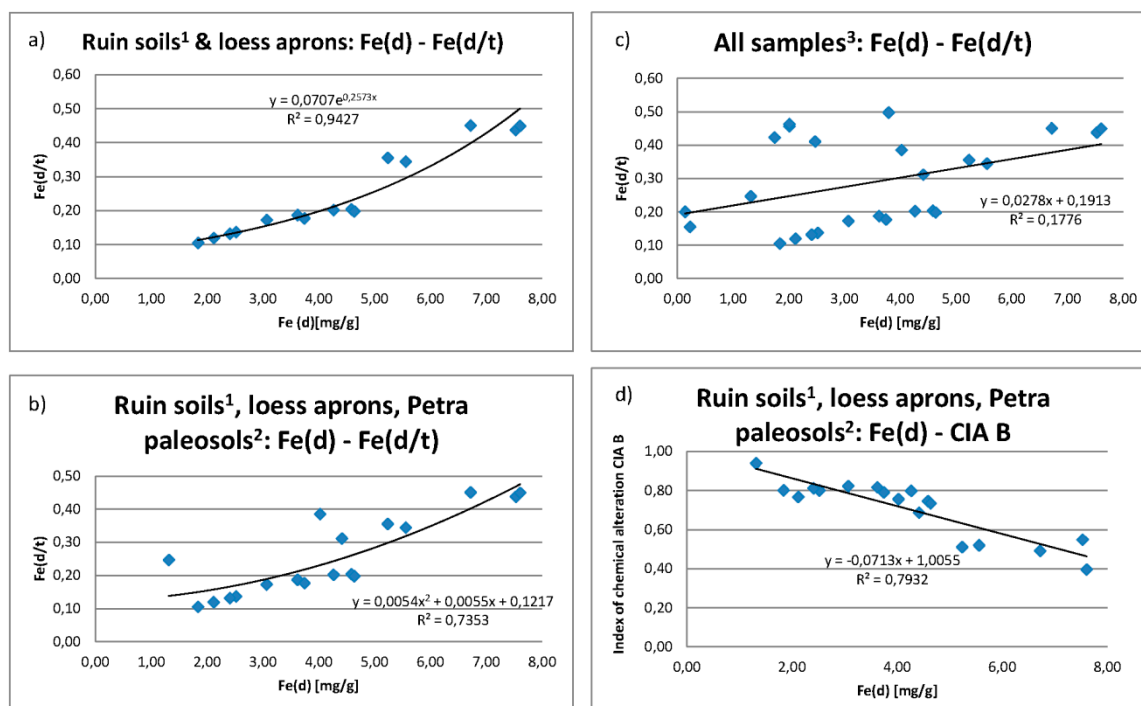 a)
Ruin soils¹ & loess aprons: Fe(d) - Fe(d/t)
0,60
0,50
0,40
0,30
0,20
0,10
0,00
Fe(d/t)
y = 0,0707e^0,2573x
R² = 0,9427
0,00 1,00 2,00 3,00 4,00 5,00 6,00 7,00 8,00
Fe (d)[mg/g]
c)
All samples³: Fe(d) - Fe(d/t)
0,60
0,50
0,40
0,30
0,20
0,10
0,00
Fe(d/t)
y = 0,0278x + 0,1913
R² = 0,1776
0,00 1,00 2,00 3,00 4,00 5,00 6,00 7,00 8,00
Fe(d) [mg/g]
b)
Ruin soils¹, loess aprons, Petra
paleosols²: Fe(d) - Fe(d/t)
0,50
0,40
0,30
0,20
0,10
0,00
Fe(d/t)
y = 0,0054x² + 0,0055x + 0,1217
R² = 0,7353
0,00 1,00 2,00 3,00 4,00 5,00 6,00 7,00 8,00
Fe(d) [mg/g]
d)
Ruin soils¹, loess aprons, Petra
paleosols²: Fe(d) - CIA B
1,00
0,80
0,60
0,40
0,20
0,00
Index of chemical alteration CIA B
y = -0,0713x + 1,0055
R² = 0,7932
0,00 2,00 4,00 6,00 8,00
Fe(d) [mg/g]